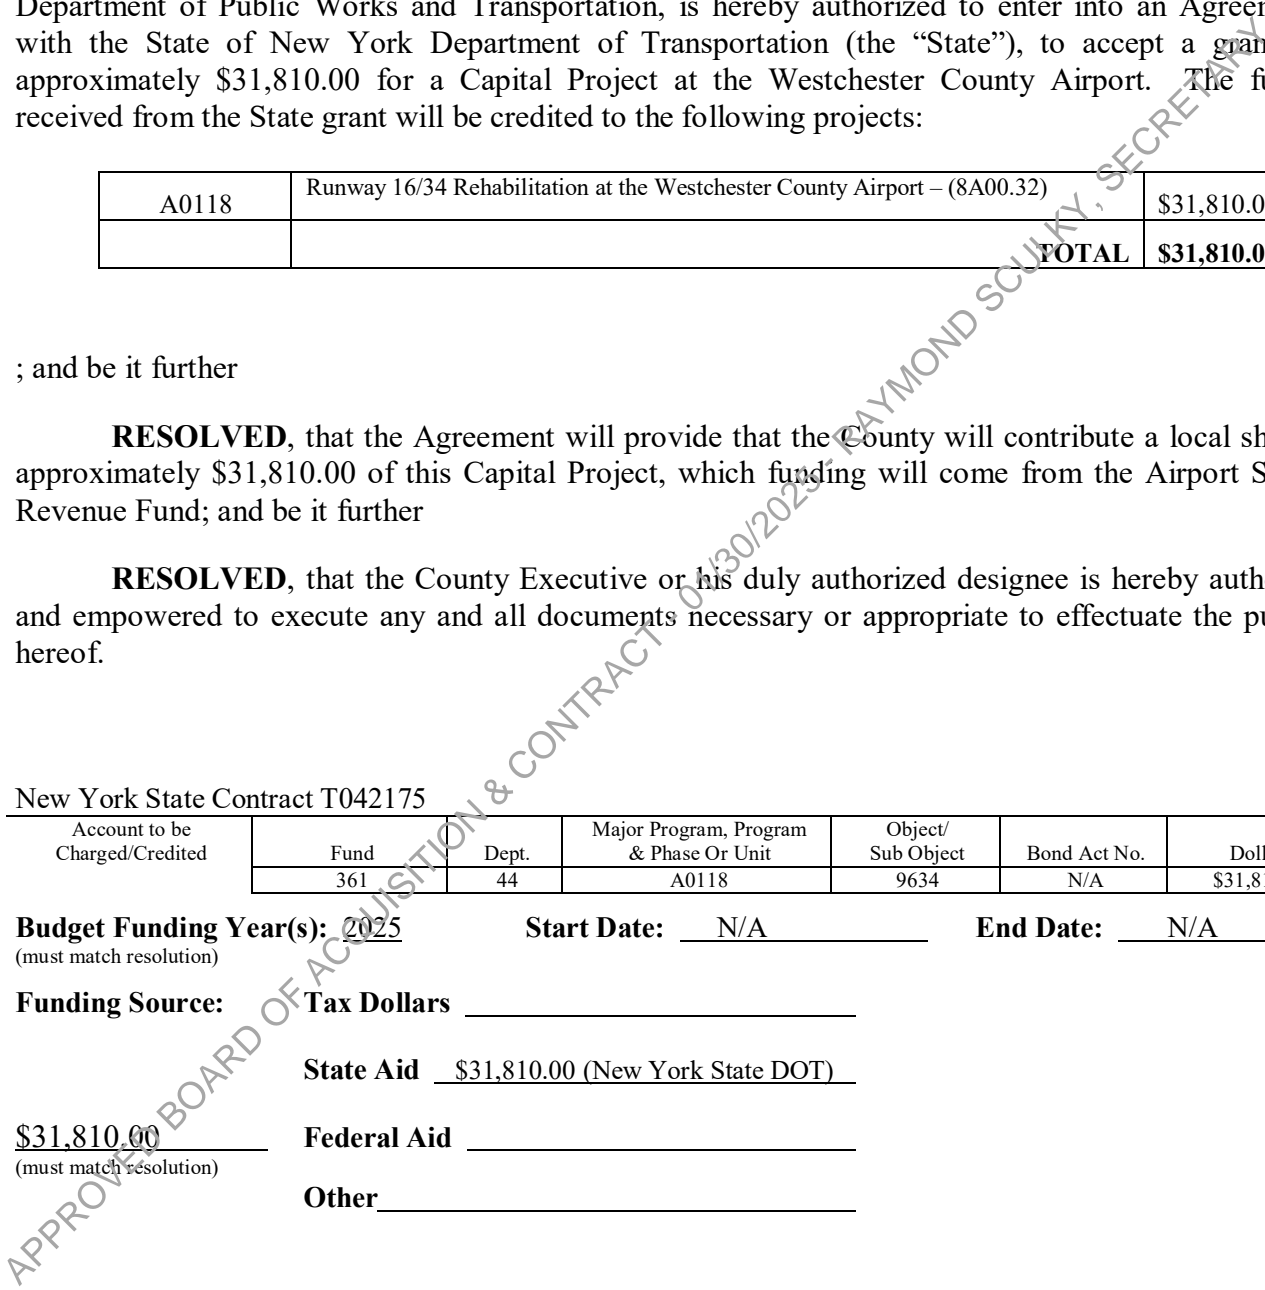 Department of Public Works and Transportation, is hereby authorized to enter into an
with the State of New York Department of Transportation (the “State”), to accept a
approximately $31,810.00 for a Capital Project at the Westchester County Airport. The
received from the State grant will be credited to the following projects:
A0118 Runway 16/34 Rehabilitation at the Westchester County Airport – (8A00.32) $31,810.0
TOTAL $31,810.0
; and be it further
RESOLVED, that the Agreement will provide that the County will contribute a local
approximately $31,810.00 of this Capital Project, which funding will come from the Airport
Revenue Fund; and be it further
RESOLVED, that the County Executive or his duly authorized designee is hereby
and empowered to execute any and all documents necessary or appropriate to effectuate the
hereof.
New York State Contract T042175
Account to be Charged/Credited
Fund
Dept.
Major Program, Program
& Phase Or Unit
Object/
Sub Object
Bond Act No.
361 44 A0118 9634 N/A $31,8
Budget Funding Year(s): 2025 Start Date: N/A End Date: N/A
(must match resolution)
Funding Source: Tax Dollars
State Aid $31,810.00 (New York State DOT)
$31,810.00 Federal Aid
(must match resolution)
Other
APPROVED BOARD OF ACQUISITION & CONTRACT - 01/30/2025 - RAYMOND SCULKY, SECRETARY